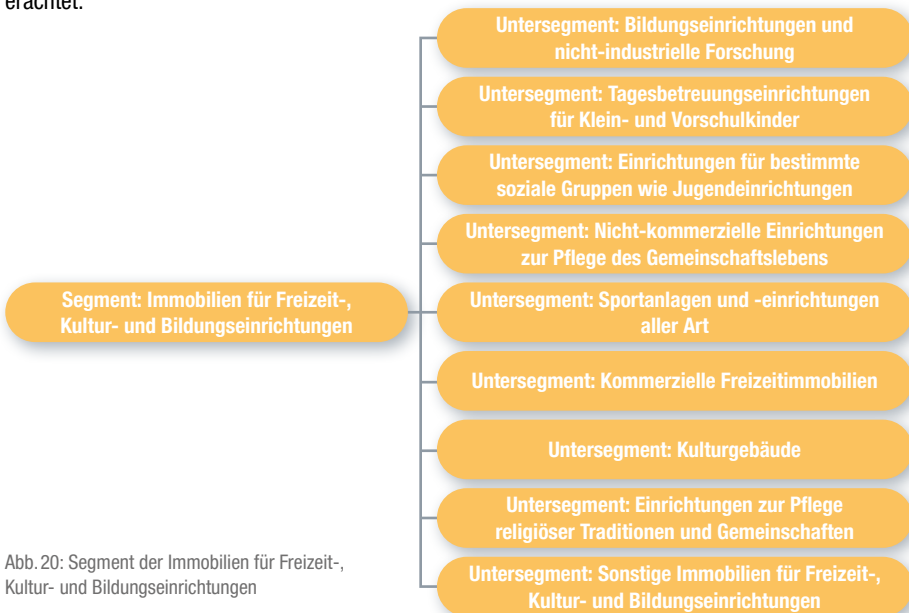 erachtet.
Untersegment: Bildungseinrichtungen und
nicht-industrielle Forschung
Untersegment: Tagesbetreuungseinrichtungen
für Klein- und Vorschulkinder
Untersegment: Einrichtungen für bestimmte
soziale Gruppen wie Jugendeinrichtungen
Untersegment: Nicht-kommerzielle Einrichtungen
zur Pflege des Gemeinschaftslebens
Segment: Immobilien für Freizeit-,
Kultur- und Bildungseinrichtungen
Untersegment: Sportanlagen und -einrichtungen
aller Art
Untersegment: Kommerzielle Freizeitimmobilien
Untersegment: Kulturgebäude
Untersegment: Einrichtungen zur Pflege
religiöser Traditionen und Gemeinschaften
Untersegment: Sonstige Immobilien für Freizeit-,
Kultur- und Bildungseinrichtungen
Abb. 20: Segment der Immobilien für Freizeit-,
Kultur- und Bildungseinrichtungen